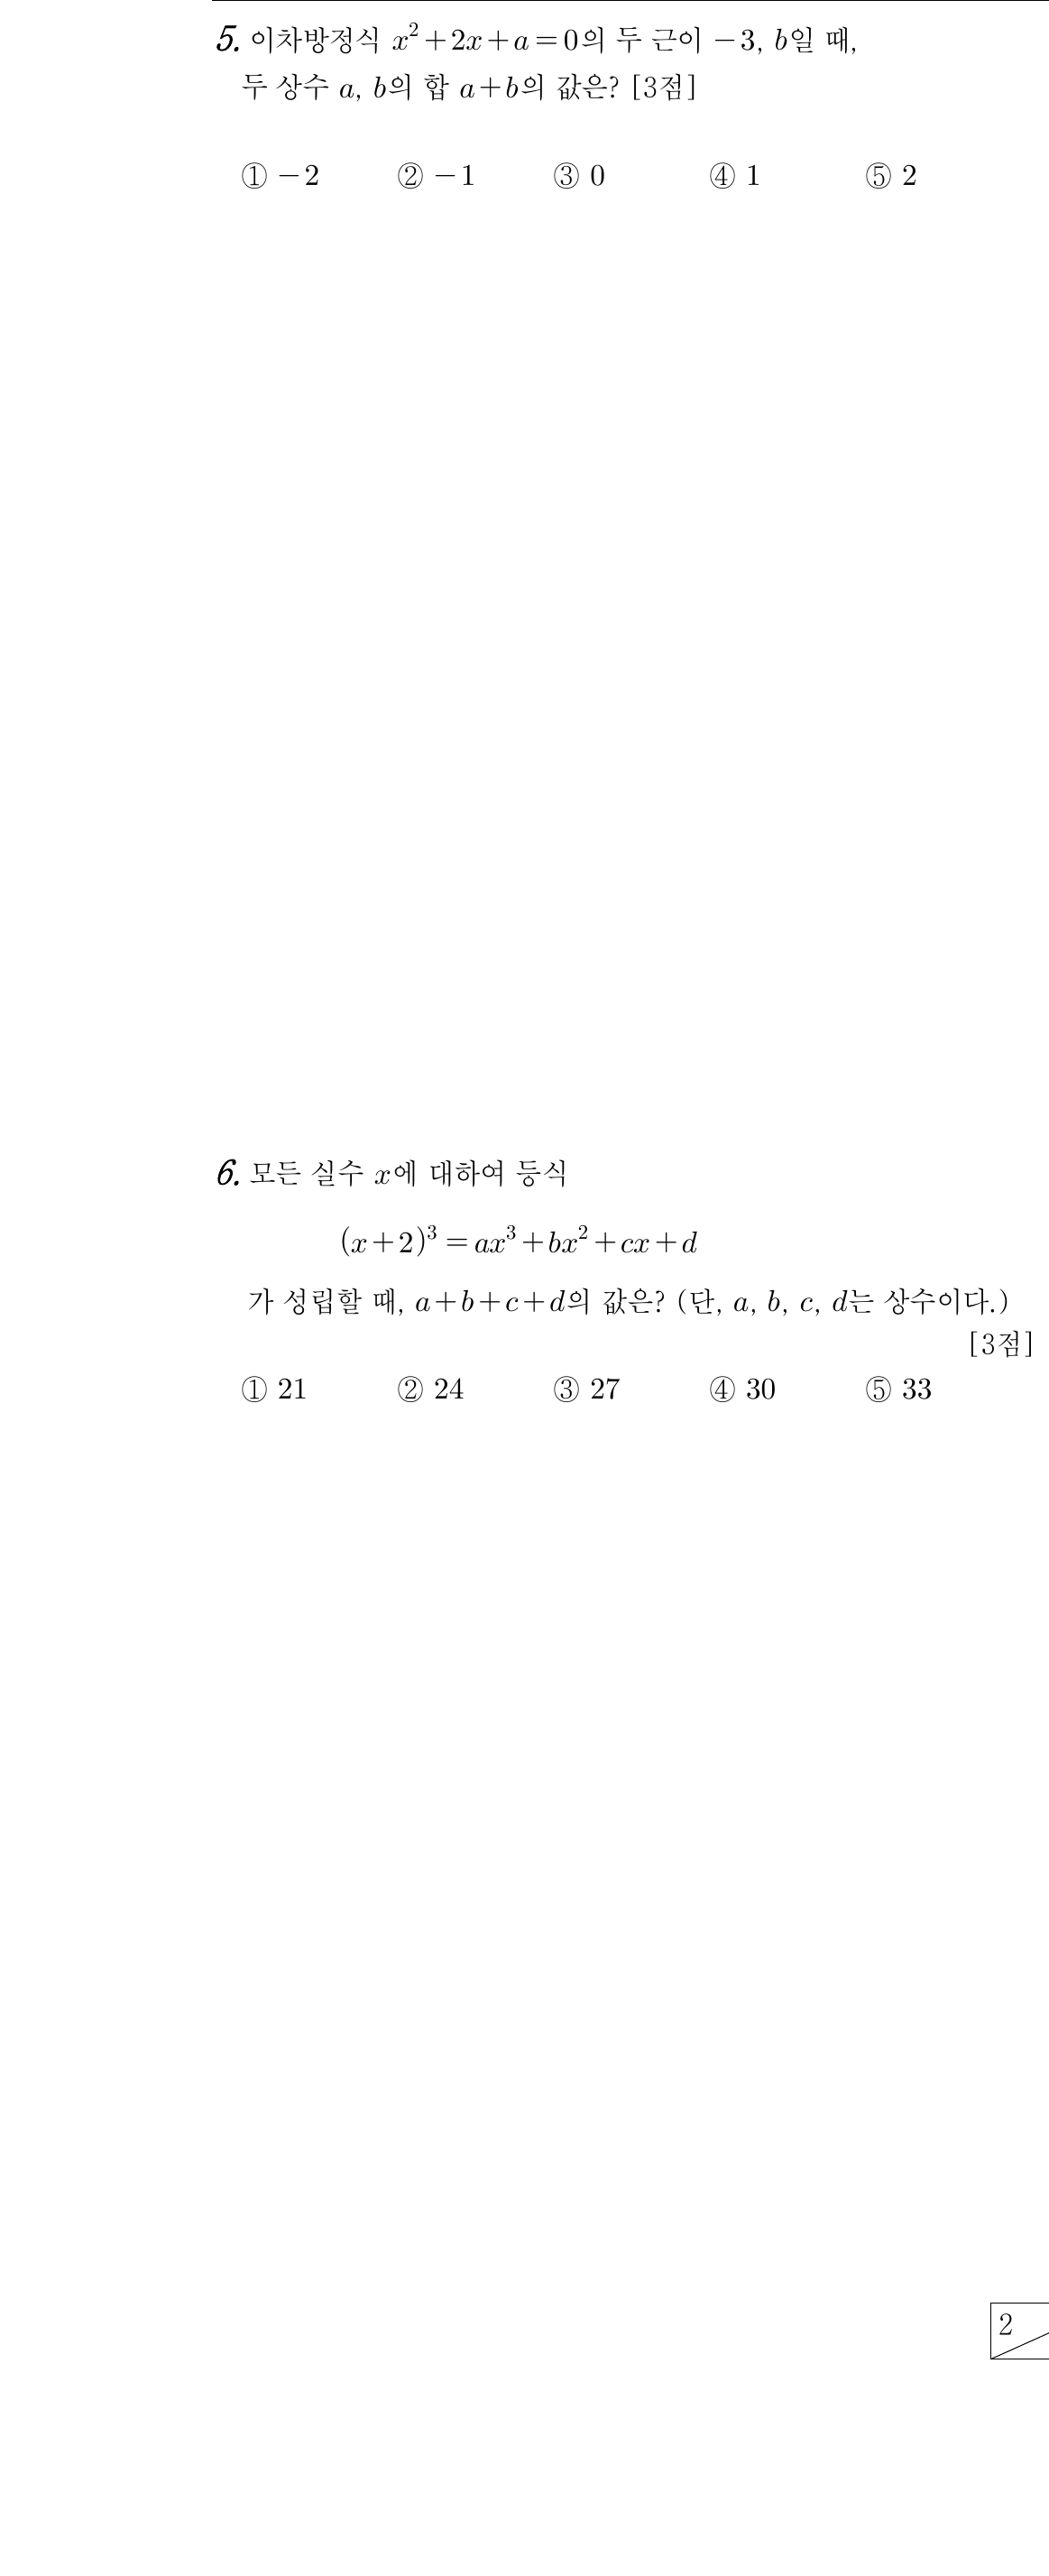 5. 이차방정식 x²+2x+a=0의 두 근이 −3, b일 때,
두 상수 a, b의 합 a+b의 값은? [3점]
① −2 ② −1 ③ 0 ④ 1 ⑤ 2
6. 모든 실수 x에 대하여 등식
(x+2)³=ax³+bx²+cx+d
가 성립할 때, a+b+c+d의 값은? (단, a, b, c, d는 상수이다.)
[3점]
① 21 ② 24 ③ 27 ④ 30 ⑤ 33
2